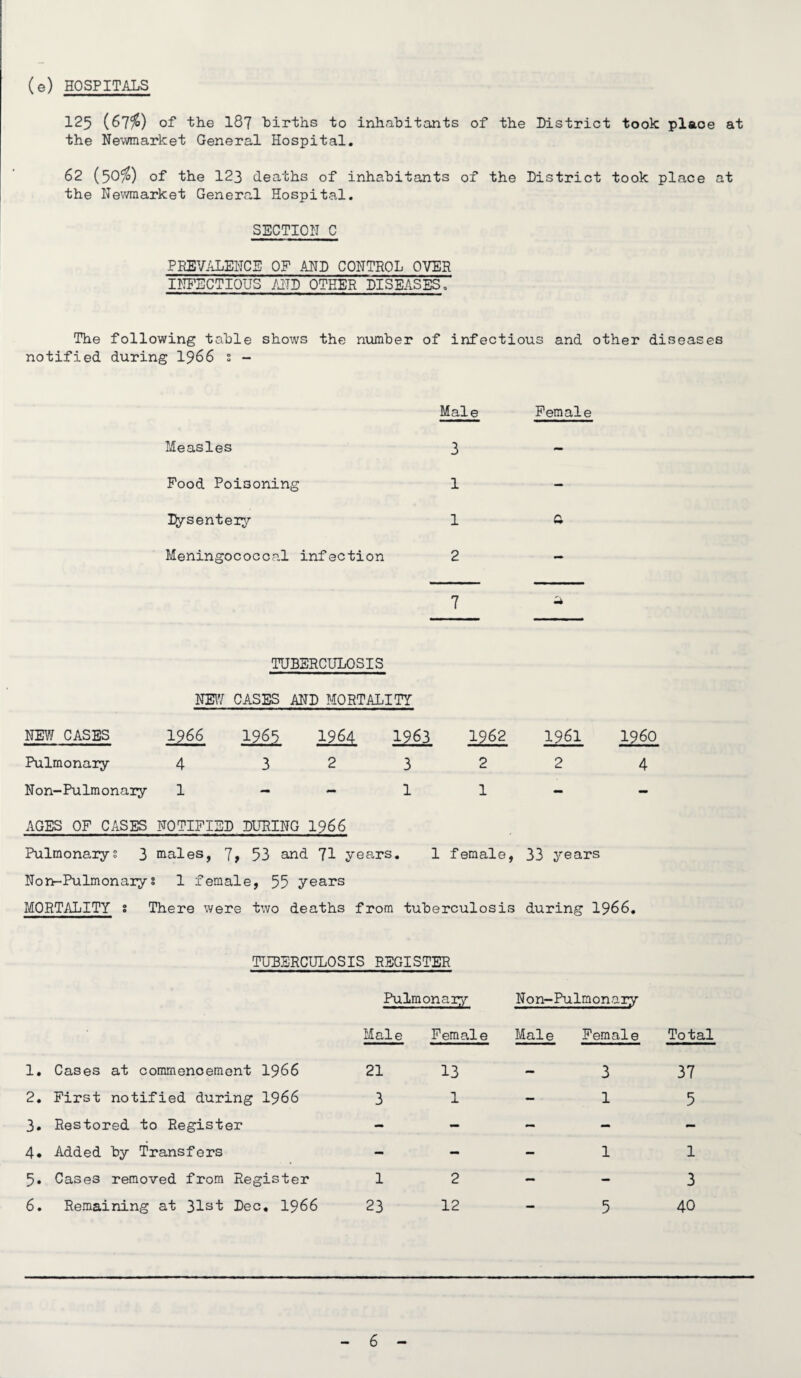 (e) HOSPITALS
125 (67%) of the 187 births to inhabitants of the District took place at
the Newmarket General Hospital.
62 (50%) of the 123 deaths of inhabitants of the District took place at
the Newmarket General Hospital.
SECTION C
PREVALENCE OF AND CONTROL OVER
INFECTIOUS AND OTHER DISEASES.
The following table shows the number of infectious and other diseases
notified during 1966 : -
Male Female
Measles 3 -
Food Poisoning 1 -
Dysentery 1
Meningococcal infection 2 -
7
TUBERCULOSIS
NEW CASES AND MORTALITY
NEW CASES 1966 1965 1964 1963 1962 1961 1960
Pulmonary 4 3 2 3 2 2 4
Non-Pulmonary 1 - - 1 1 - -
AGES OF CASES NOTIFIED DURING 1966
Pulmonary: 3 males, 7, 53 and 71 years. 1 female, 33 years
Non-Pulmonary: 1 female, 55 years
MORTALITY : There were two deaths from tuberculosis during 1966.
TUBERCULOSIS REGISTER
Pulmonary Non-Pulmonary
Male Female Male Female Total
1. Cases at commencement 1966 21 13 - 3 37
2. First notified during 1966 3 1 - 1 5
3. Restored to Register - - - - -
4. Added by Transfers - - - 1 1
5. Cases removed from Register 1 2 - - 3
6. Remaining at 31st Dec. 1966 23 12 - 5 40
- 6 -